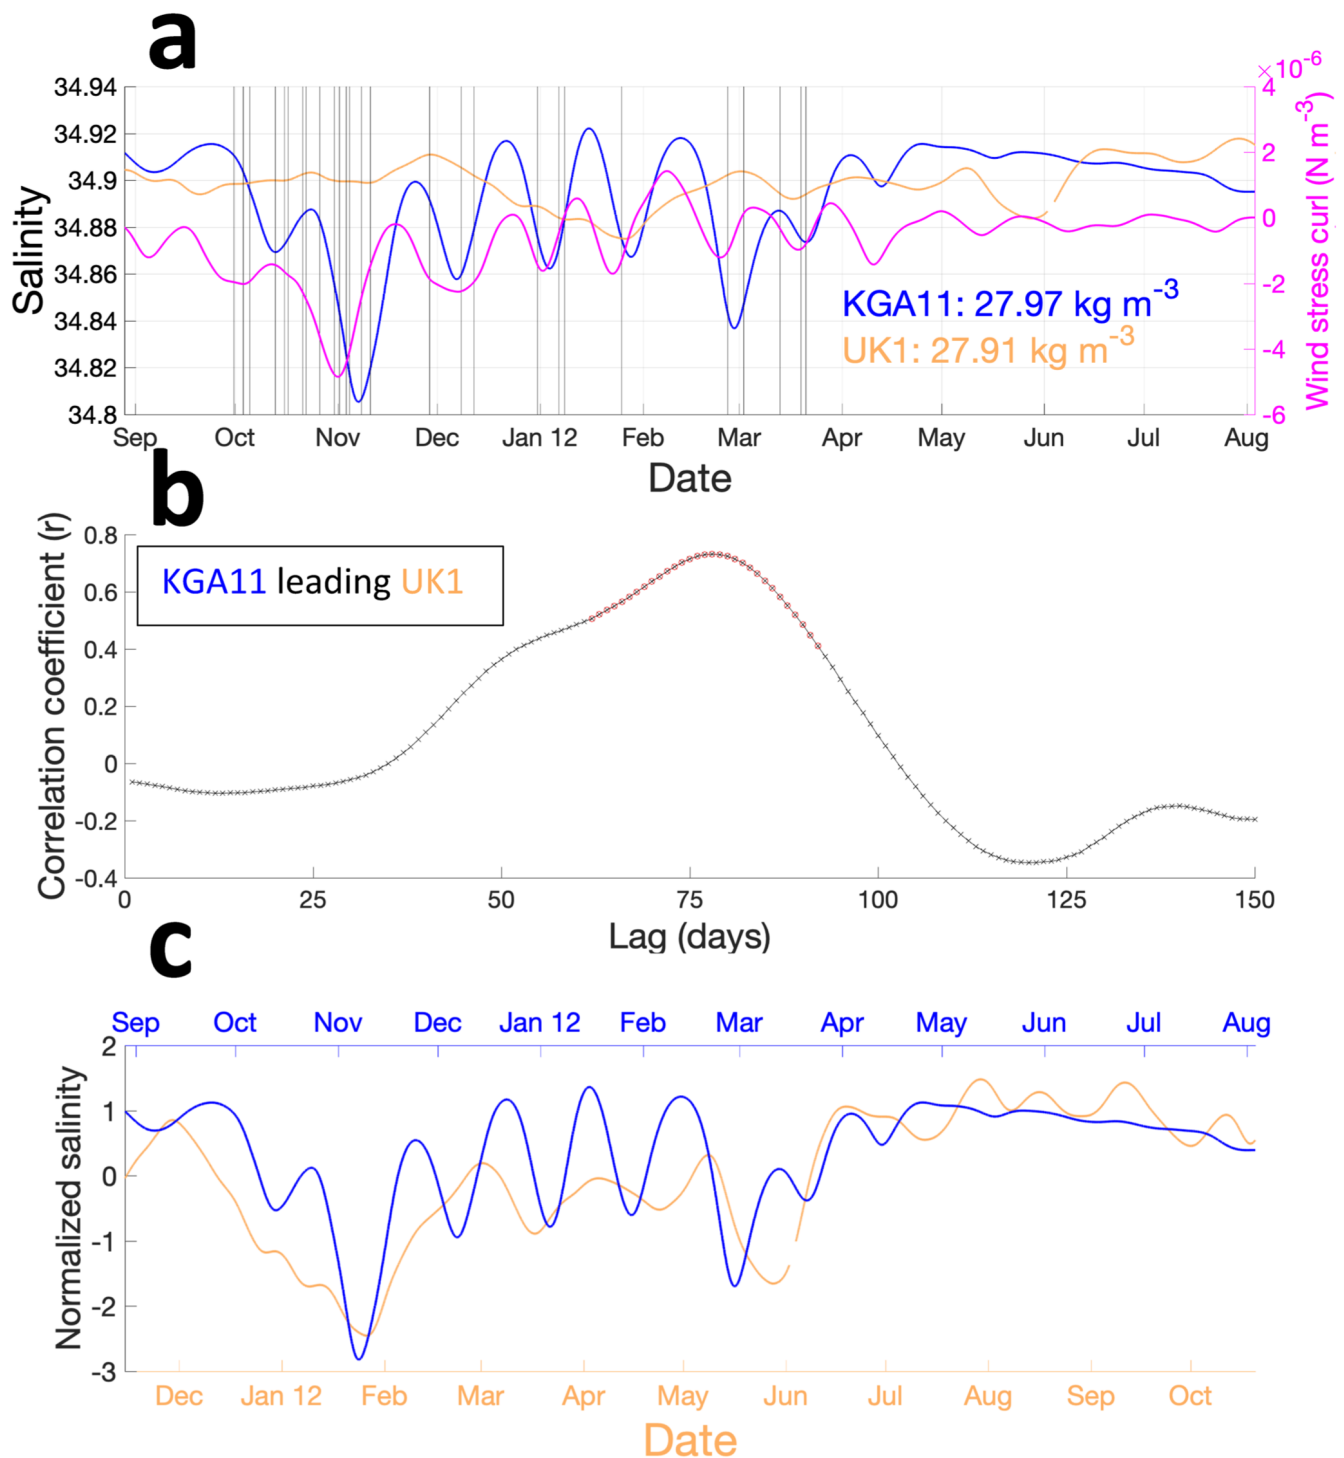 a
×10⁻⁶
34.94
34.92
34.9
34.88
34.86
34.84
34.82
34.8
Salinity
4
2
0
-2
-4
-6
Wind stress curl (N m⁻³)
KGA11: 27.97 kg m⁻³
UK1: 27.91 kg m⁻³
Sep Oct Nov Dec Jan 12 Feb Mar Apr May Jun Jul Aug
Date
b
0.8
0.6
0.4
0.2
0
-0.2
-0.4
Correlation coefficient (r)
KGA11 leading UK1
0 25 50 75 100 125 150
Lag (days)
c
Sep Oct Nov Dec Jan 12 Feb Mar Apr May Jun Jul Aug
2
1
0
-1
-2
-3
Normalized salinity
Dec Jan 12 Feb Mar Apr May Jun Jul Aug Sep Oct
Date